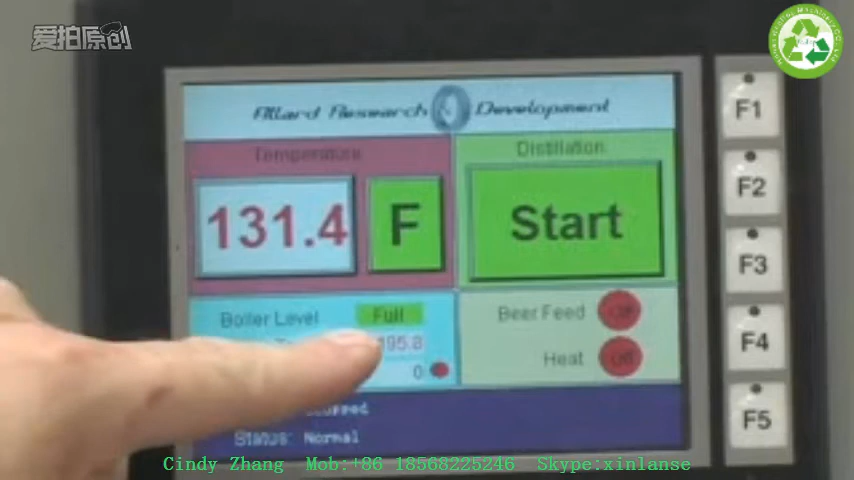 爱拍原创
Allard Research & Development
Temperature
Distillation
131.4
F
Start
Boiler Level
Full
195.8
0
Beer Feed
Off
Heat
Off
Status: Normal
F1
F2
F3
F4
F5
Cindy Zhang Mob:+86 18568225246 Skype:xinlanse